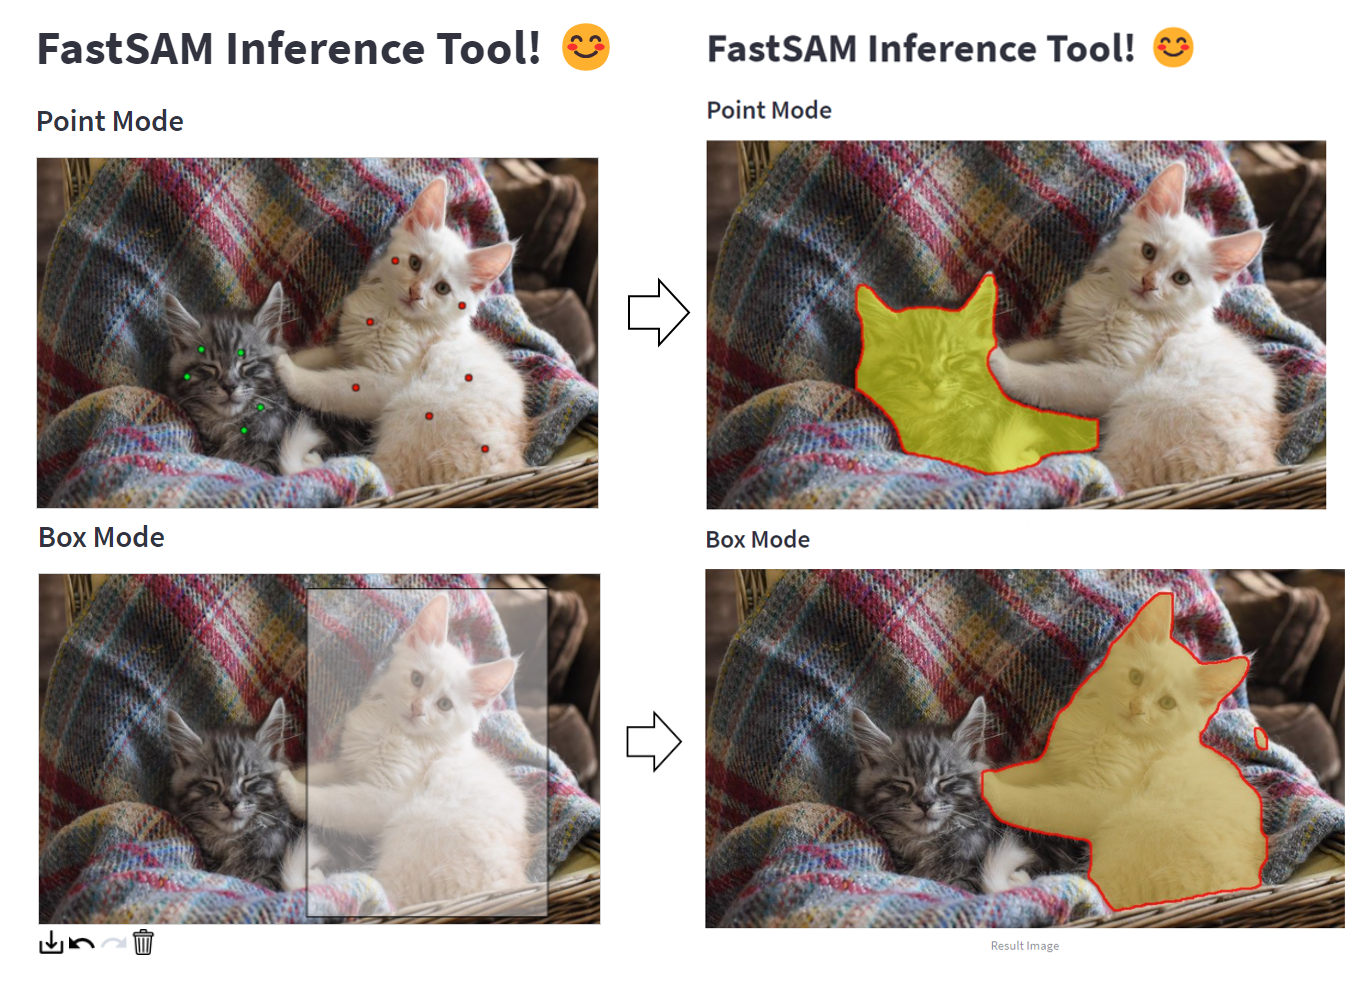 FastSAM Inference Tool! 😊
Point Mode
Box Mode
FastSAM Inference Tool! 😊
Point Mode
Box Mode
Result Image